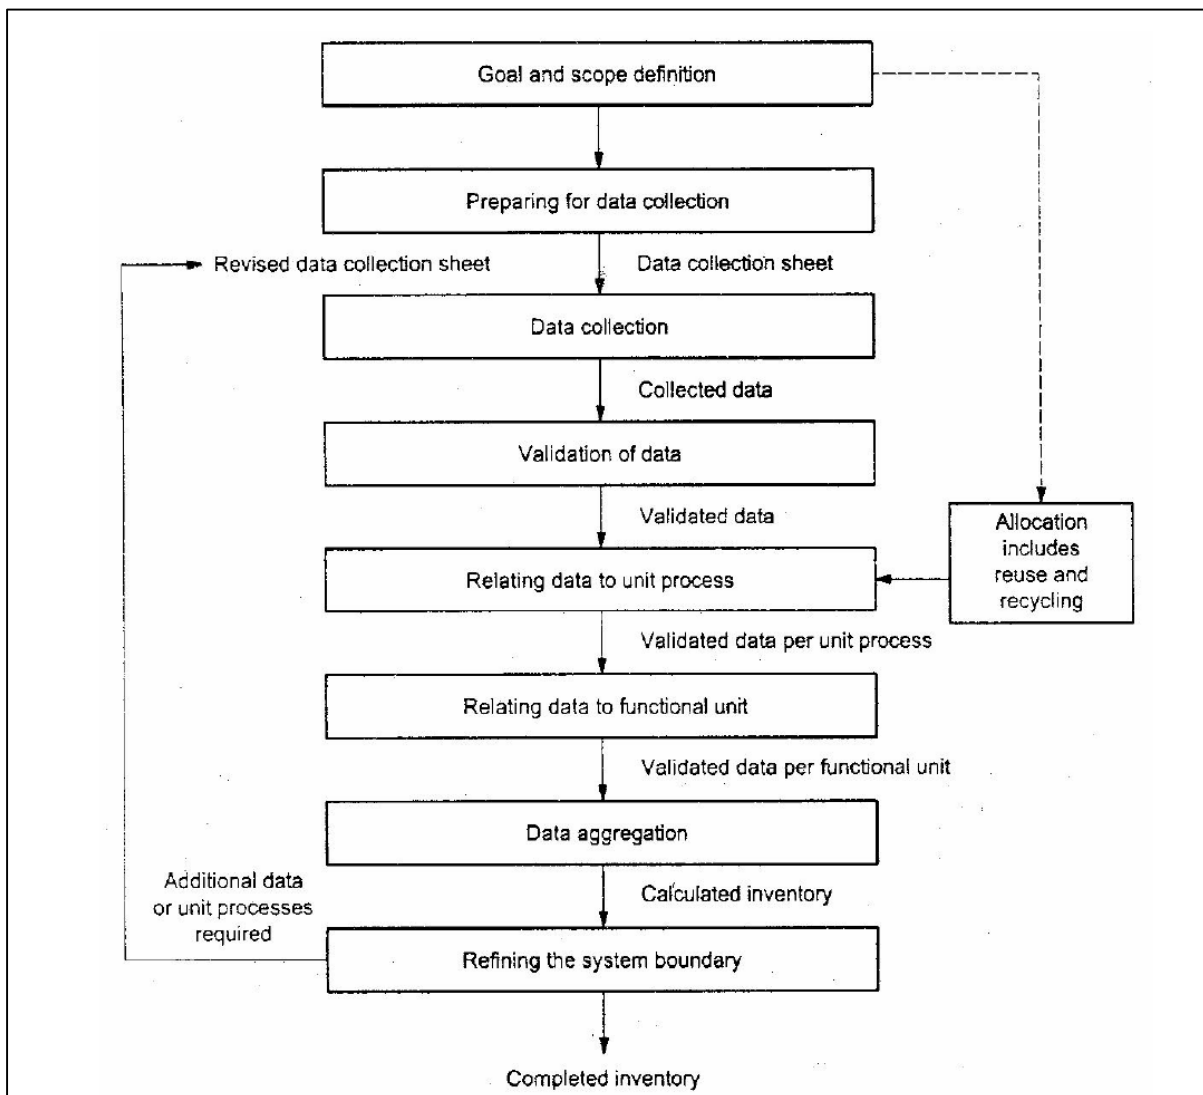 Goal and scope definition
Preparing for data collection
Revised data collection sheet
Data collection sheet
Data collection
Collected data
Validation of data
Validated data
Allocation
includes
reuse and
recycling
Relating data to unit process
Validated data per unit process
Relating data to functional unit
Validated data per functional unit
Data aggregation
Additional data
or unit processes
required
Calculated inventory
Refining the system boundary
Completed inventory